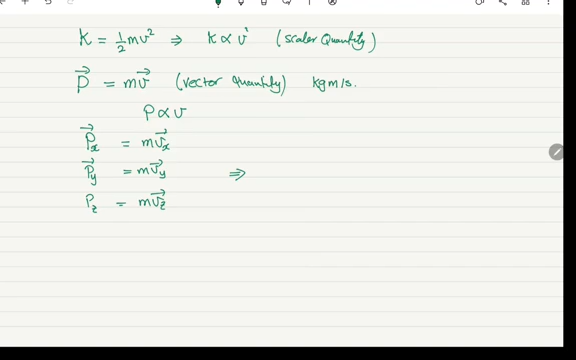 K = 1/2 mv² ⇒ K ∝ v² (Scaler Quantity)
P⃗ = mv⃗ (Vector Quantity) kgm/s.
P ∝ v
P⃗x = mv⃗x
P⃗y = mv⃗y ⇒
Pz = mv⃗z